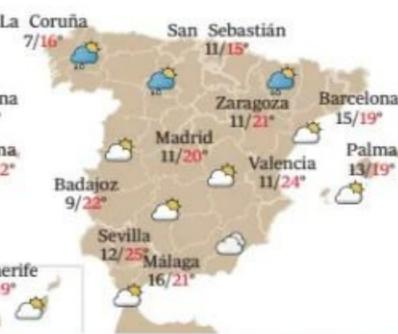 La Coruña
7/16°
San Sebastián
11/15°
Zaragoza
11/21°
Barcelona
15/19°
Madrid
11/20°
Valencia
11/24°
Palma
13/19°
Badajoz
9/22°
Sevilla
12/25°
Málaga
16/21°